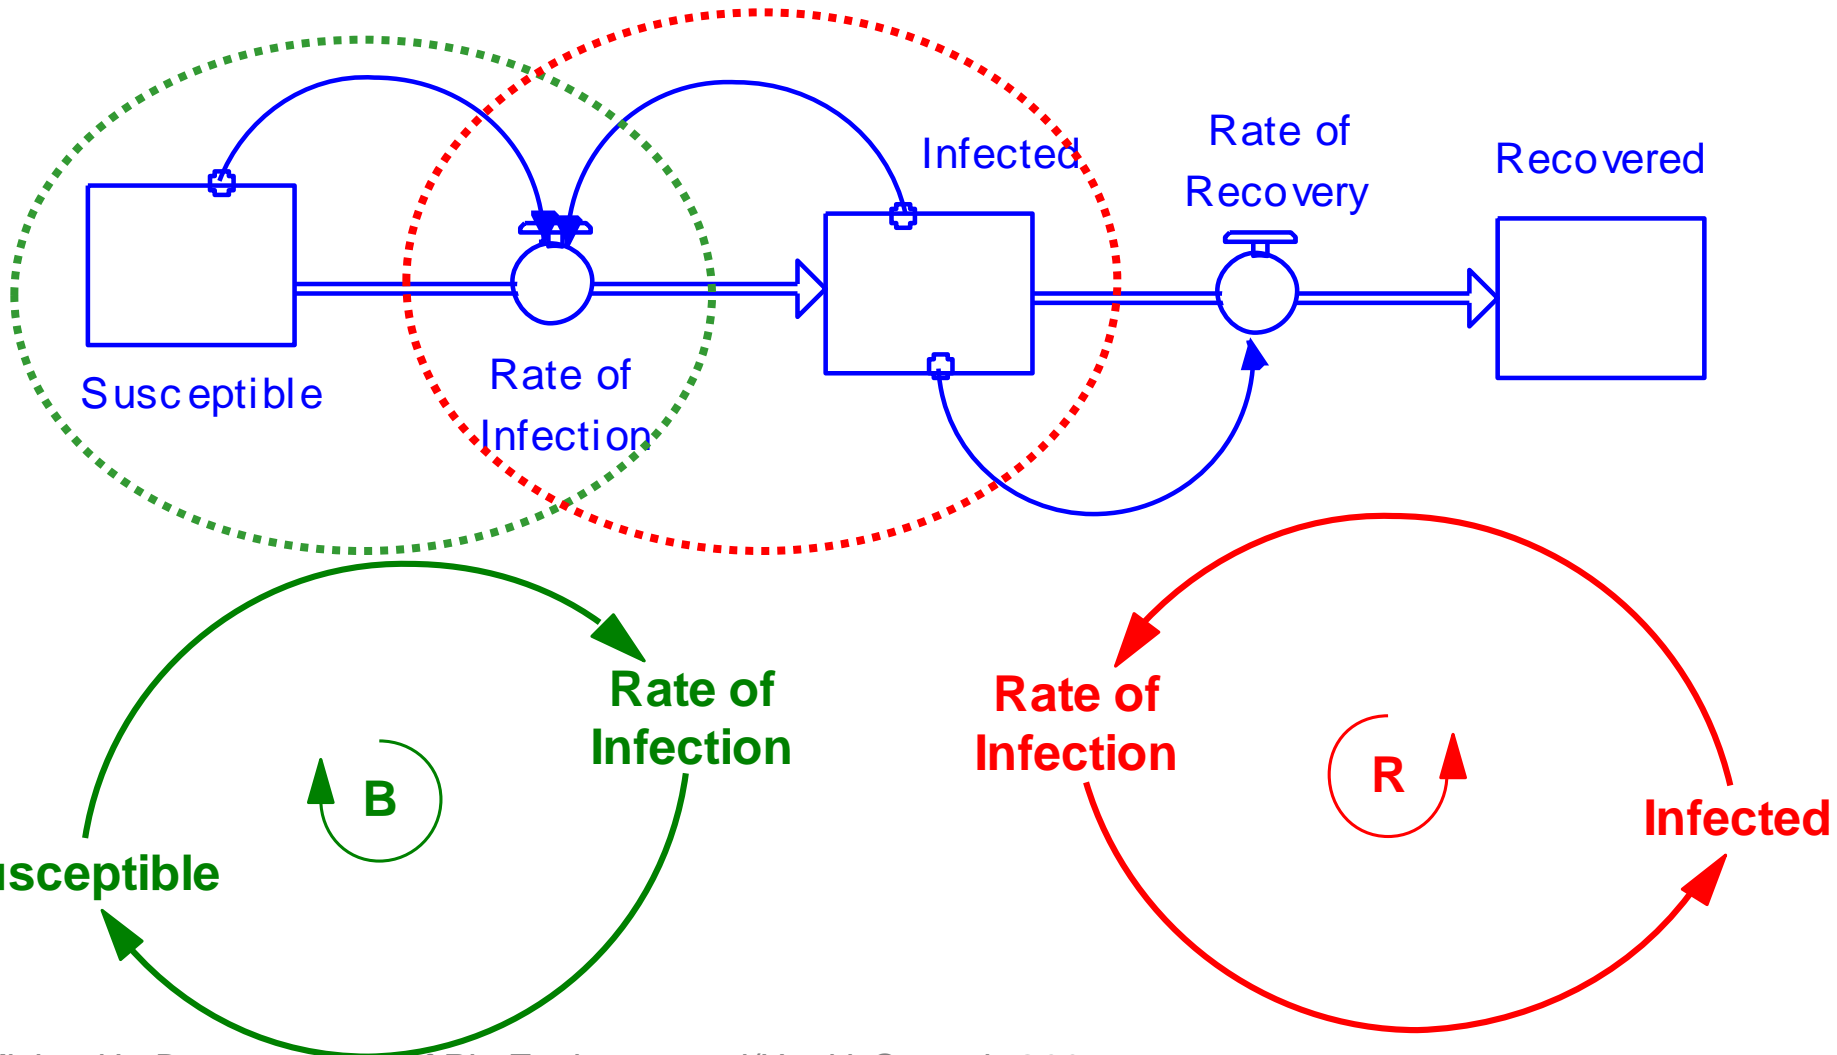 Infected
Rate of
Recovery
Recovered
Susceptible
Rate of
Infection
Rate of
Infection
B
usceptible
Rate of
Infection
R
Infected